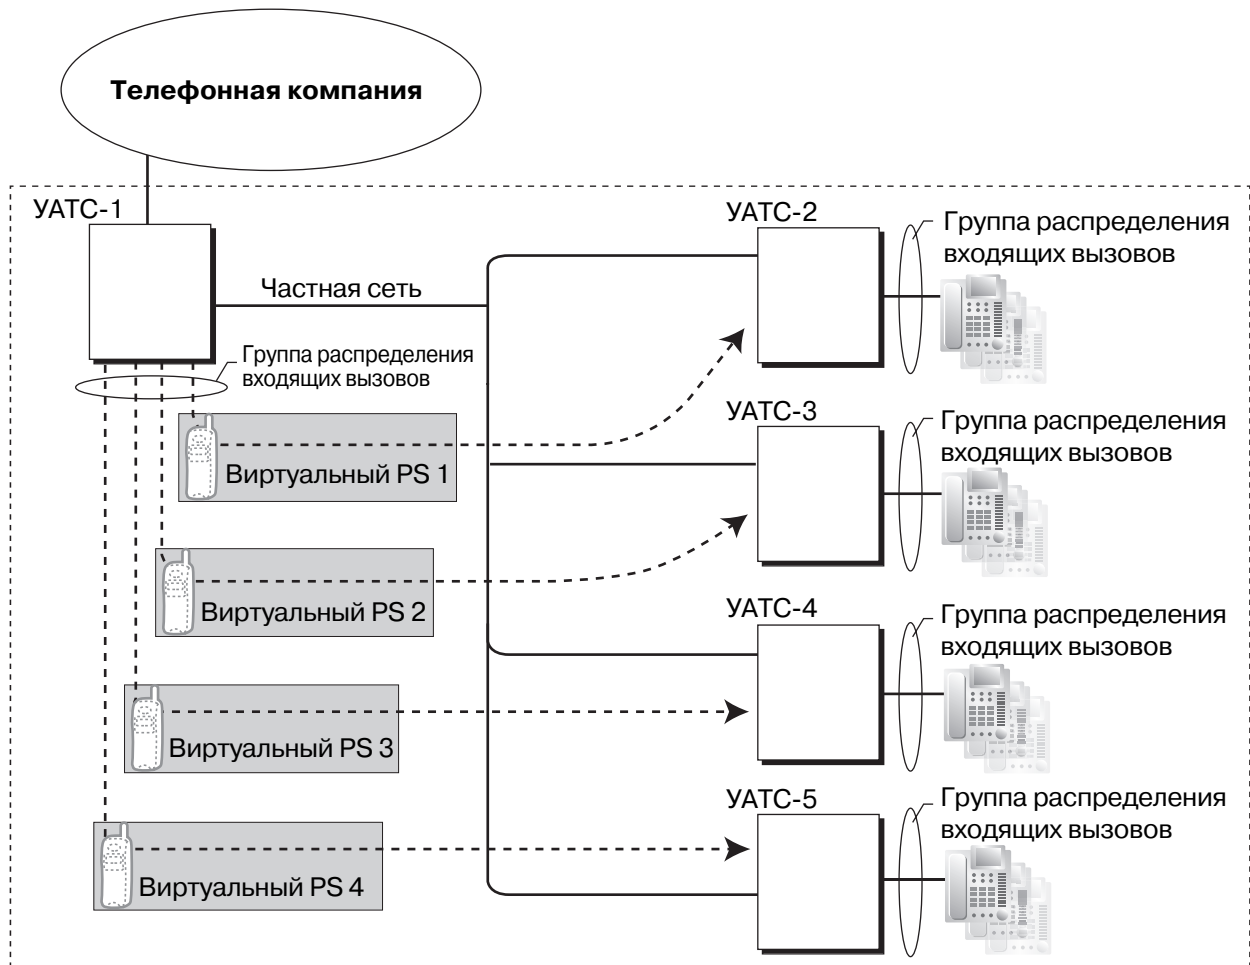 Телефонная компания
УАТС-1
УАТС-2
Группа распределения
входящих вызовов
Частная сеть
Группа распределения
входящих вызовов
УАТС-3
Группа распределения
входящих вызовов
Виртуальный PS 1
Виртуальный PS 2
УАТС-4
Группа распределения
входящих вызовов
Виртуальный PS 3
УАТС-5
Группа распределения
входящих вызовов
Виртуальный PS 4